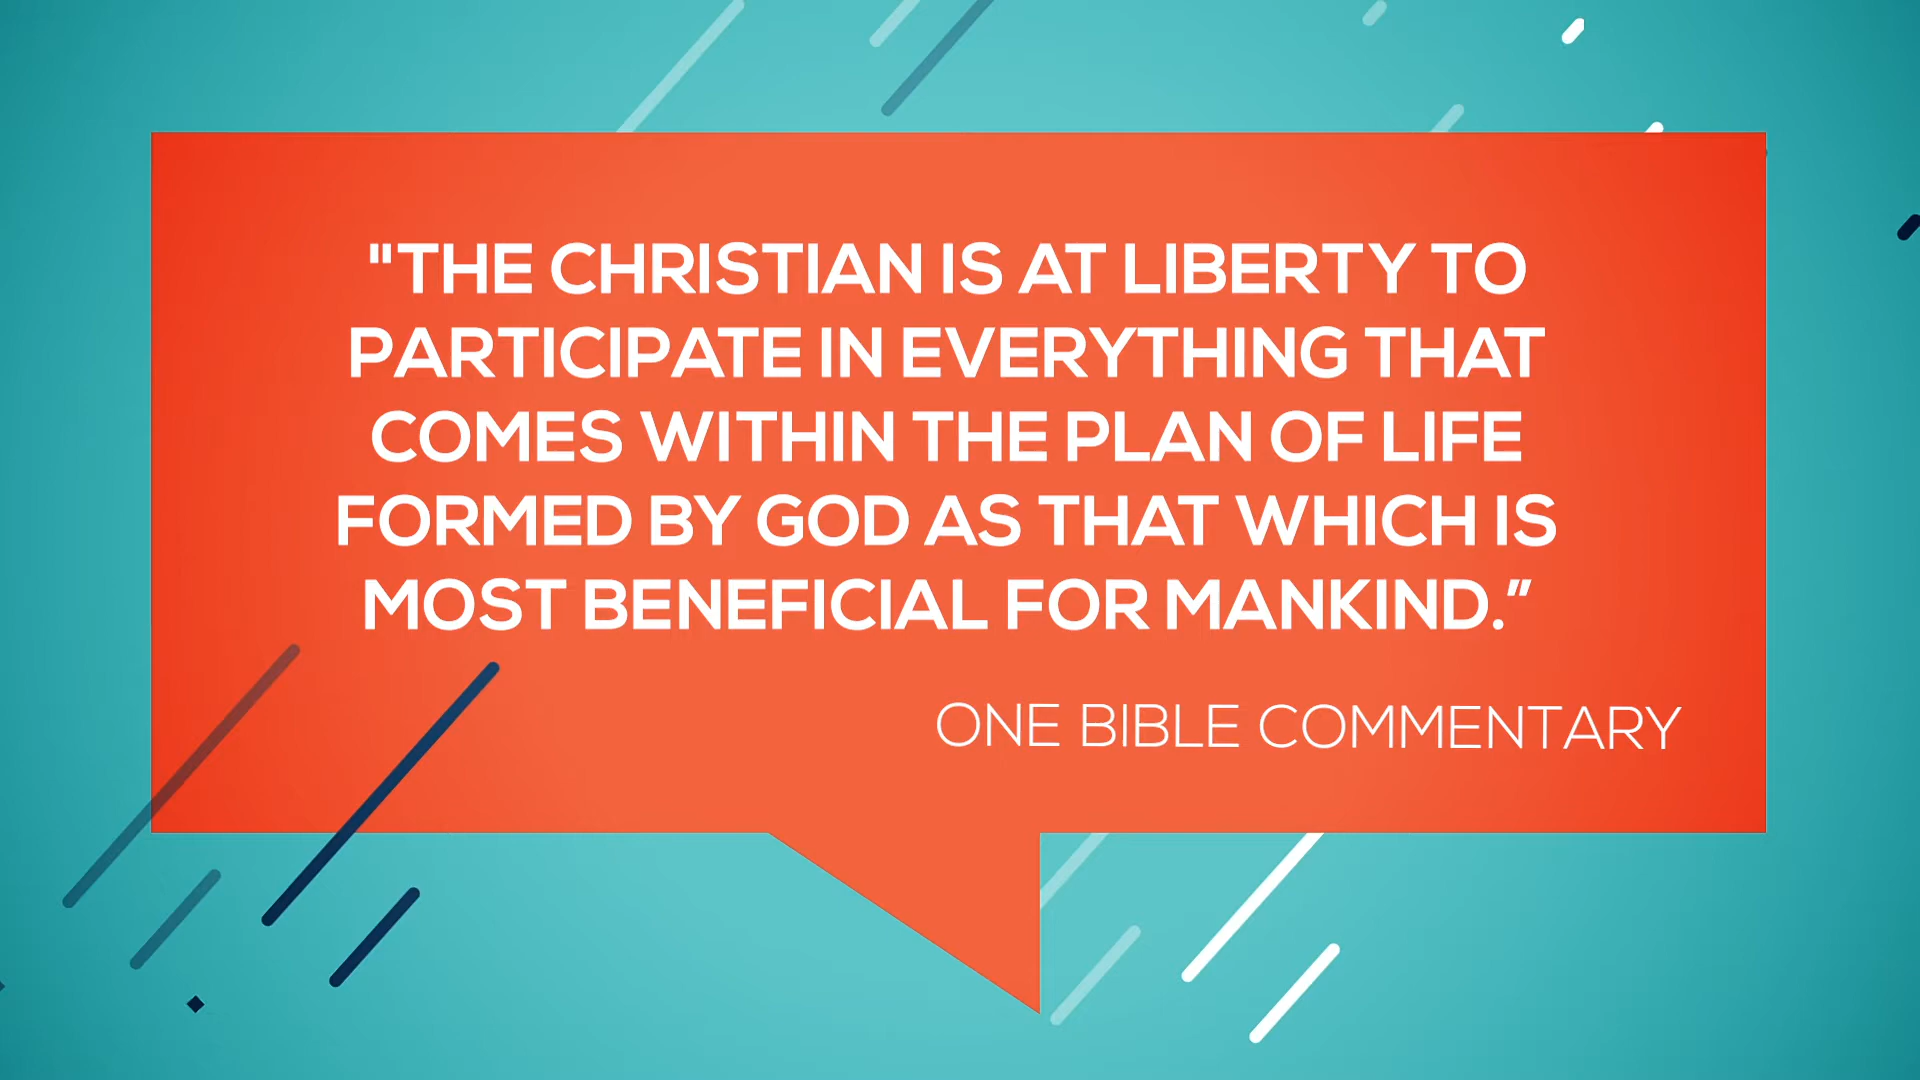 "THE CHRISTIAN IS AT LIBERTY TO
PARTICIPATE IN EVERYTHING THAT
COMES WITHIN THE PLAN OF LIFE
FORMED BY GOD AS THAT WHICH IS
MOST BENEFICIAL FOR MANKIND.”
ONE BIBLE COMMENTARY